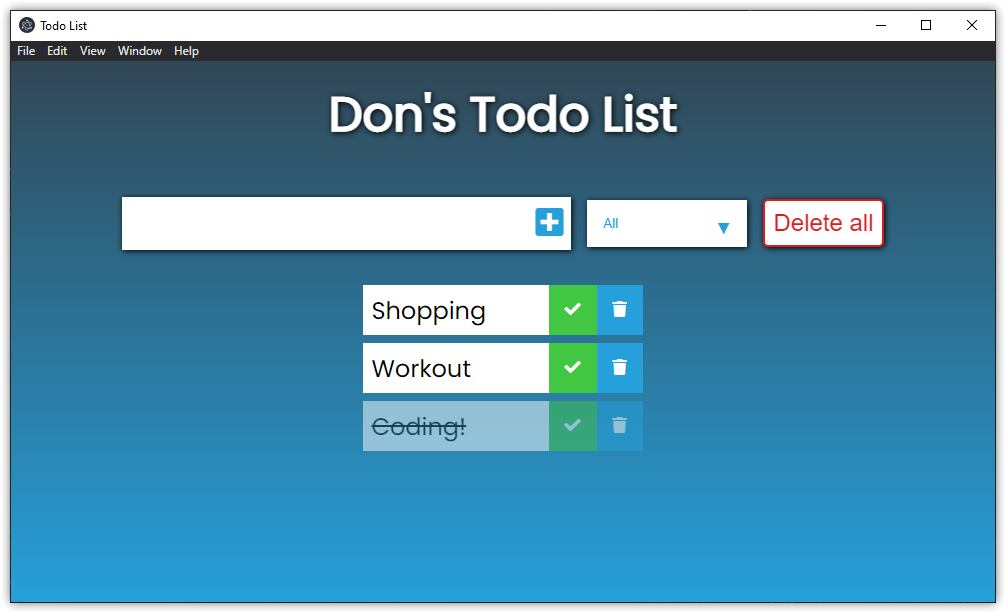 Todo List
File Edit View Window Help
Don's Todo List
All
Delete all
Shopping
Workout
Coding!